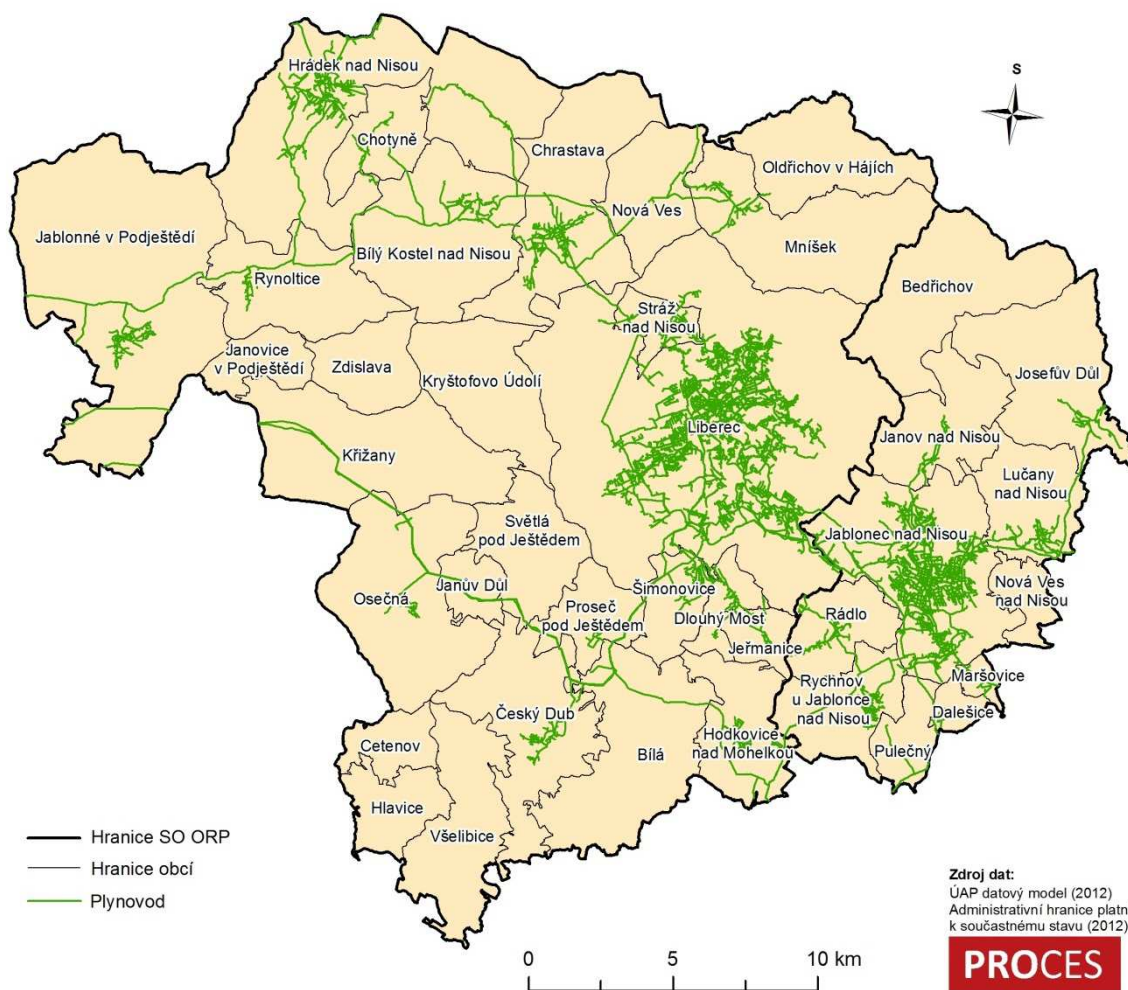 Hrádek nad Nisou
S
Chotyně
Chrastava
Oldřichov v Hájích
Jablonné v Podještědí
Nová Ves
Mníšek
Bílý Kostel nad Nisou
Rynoltice
Bedřichov
Stráž
nad Nisou
Janovice
v Podještědí
Zdislava
Kryštofovo Údolí
Josefův Důl
Liberec
Janov nad Nisou
Křižany
Lučany
nad Nisou
Světlá
pod Ještědem
Jablonec nad Nisou
Janův Důl
Šimonovice
Nová Ves
nad Nisou
Osečná
Proseč
pod Ještědem
Dlouhý Most
Rádlo
Jeřmanice
Rychnov
u Jablonce
nad Nisou
Maršovice
Dalešice
Český Dub
Hodkovice
nad Mohelkou
Cetenov
Bílá
Pulečný
Hlavice
Všelibice
Hranice SO ORP
Hranice obcí
Plynovod
Zdroj dat:
ÚAP datový model (2012)
Administrativní hranice platn
k součastnému stavu (2012)
0 5 10 km
PROCES